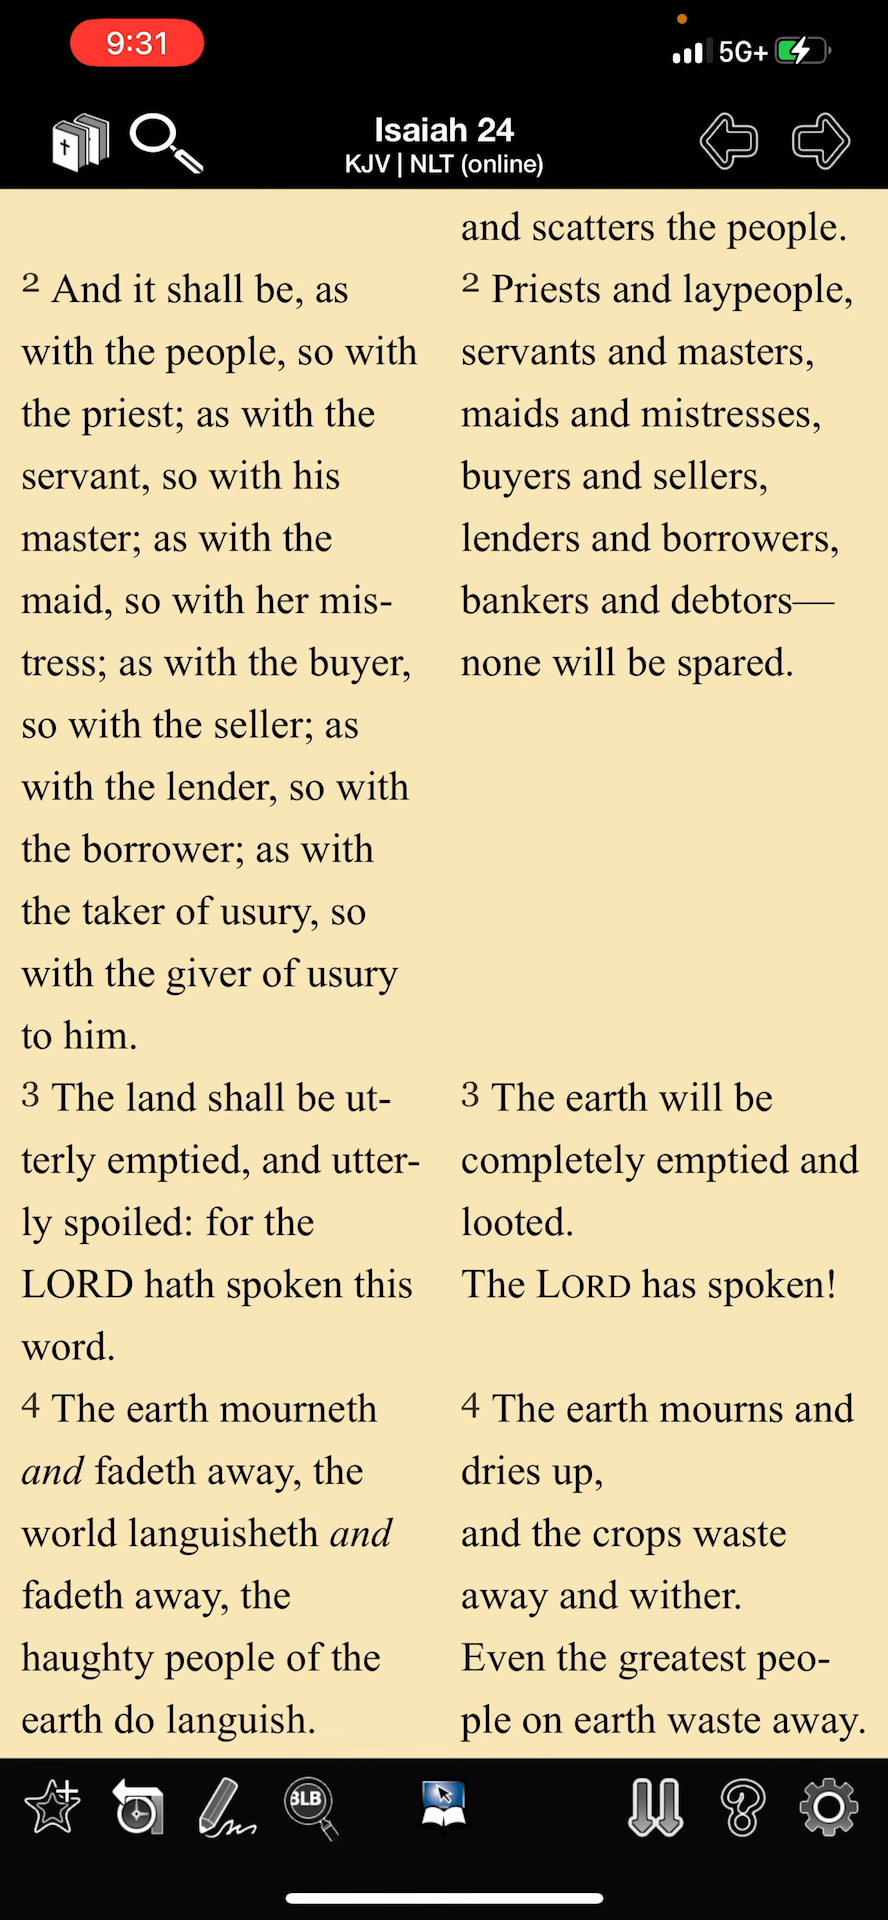 9:31
5G+
Isaiah 24
KJV | NLT (online)
2 And it shall be, as
with the people, so with
the priest; as with the
servant, so with his
master; as with the
maid, so with her mis-
tress; as with the buyer,
so with the seller; as
with the lender, so with
the borrower; as with
the taker of usury, so
with the giver of usury
to him.
3 The land shall be ut-
terly emptied, and utter-
ly spoiled: for the
LORD hath spoken this
word.
4 The earth mourneth
and fadeth away, the
world languisheth and
fadeth away, the
haughty people of the
earth do languish.
and scatters the people.
2 Priests and laypeople,
servants and masters,
maids and mistresses,
buyers and sellers,
lenders and borrowers,
bankers and debtors—
none will be spared.
3 The earth will be
completely emptied and
looted.
The LORD has spoken!
4 The earth mourns and
dries up,
and the crops waste
away and wither.
Even the greatest peo-
ple on earth waste away.
BLB